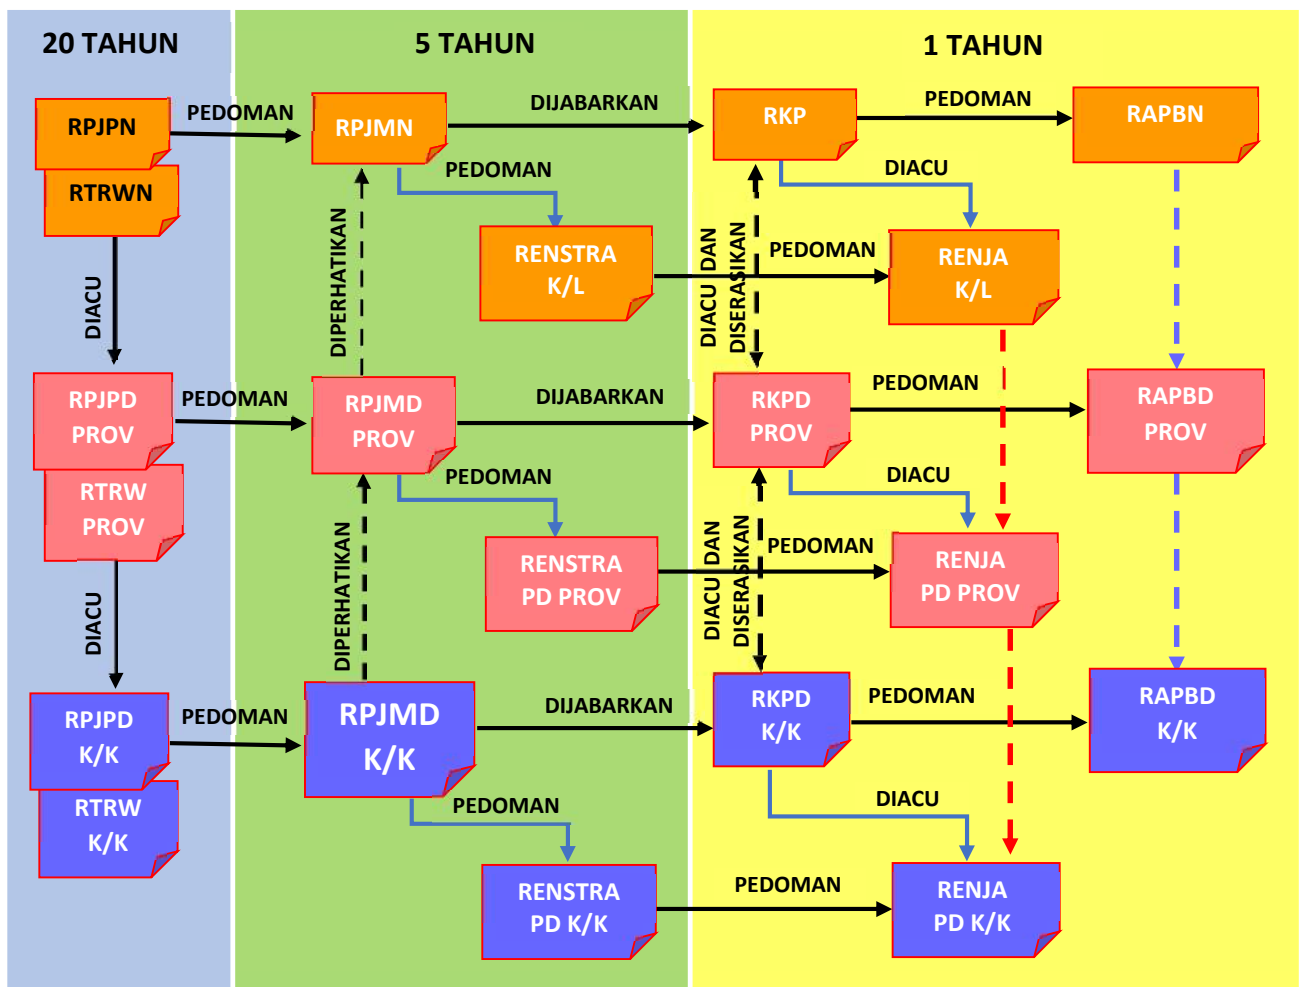 20 TAHUN
5 TAHUN
1 TAHUN
RPJPN
PEDOMAN
RPJMN
DIJABARKAN
RKP
PEDOMAN
RAPBN
RTRWN
PEDOMAN
DIACU
DIPERHATIKAN
RENSTRA
K/L
DIACU DAN
DISERASIKAN
PEDOMAN
RENJA
K/L
DIACU
RPJPD
PROV
PEDOMAN
RPJMD
PROV
DIJABARKAN
RKPD
PROV
PEDOMAN
RAPBD
PROV
RTRW
PROV
PEDOMAN
DIACU
DIPERHATIKAN
RENSTRA
PD PROV
DIACU DAN
DISERASIKAN
PEDOMAN
RENJA
PD PROV
DIACU
RPJPD
K/K
PEDOMAN
RPJMD
K/K
DIJABARKAN
RKPD
K/K
PEDOMAN
RAPBD
K/K
RTRW
K/K
PEDOMAN
DIACU
RENSTRA
PD K/K
PEDOMAN
RENJA
PD K/K